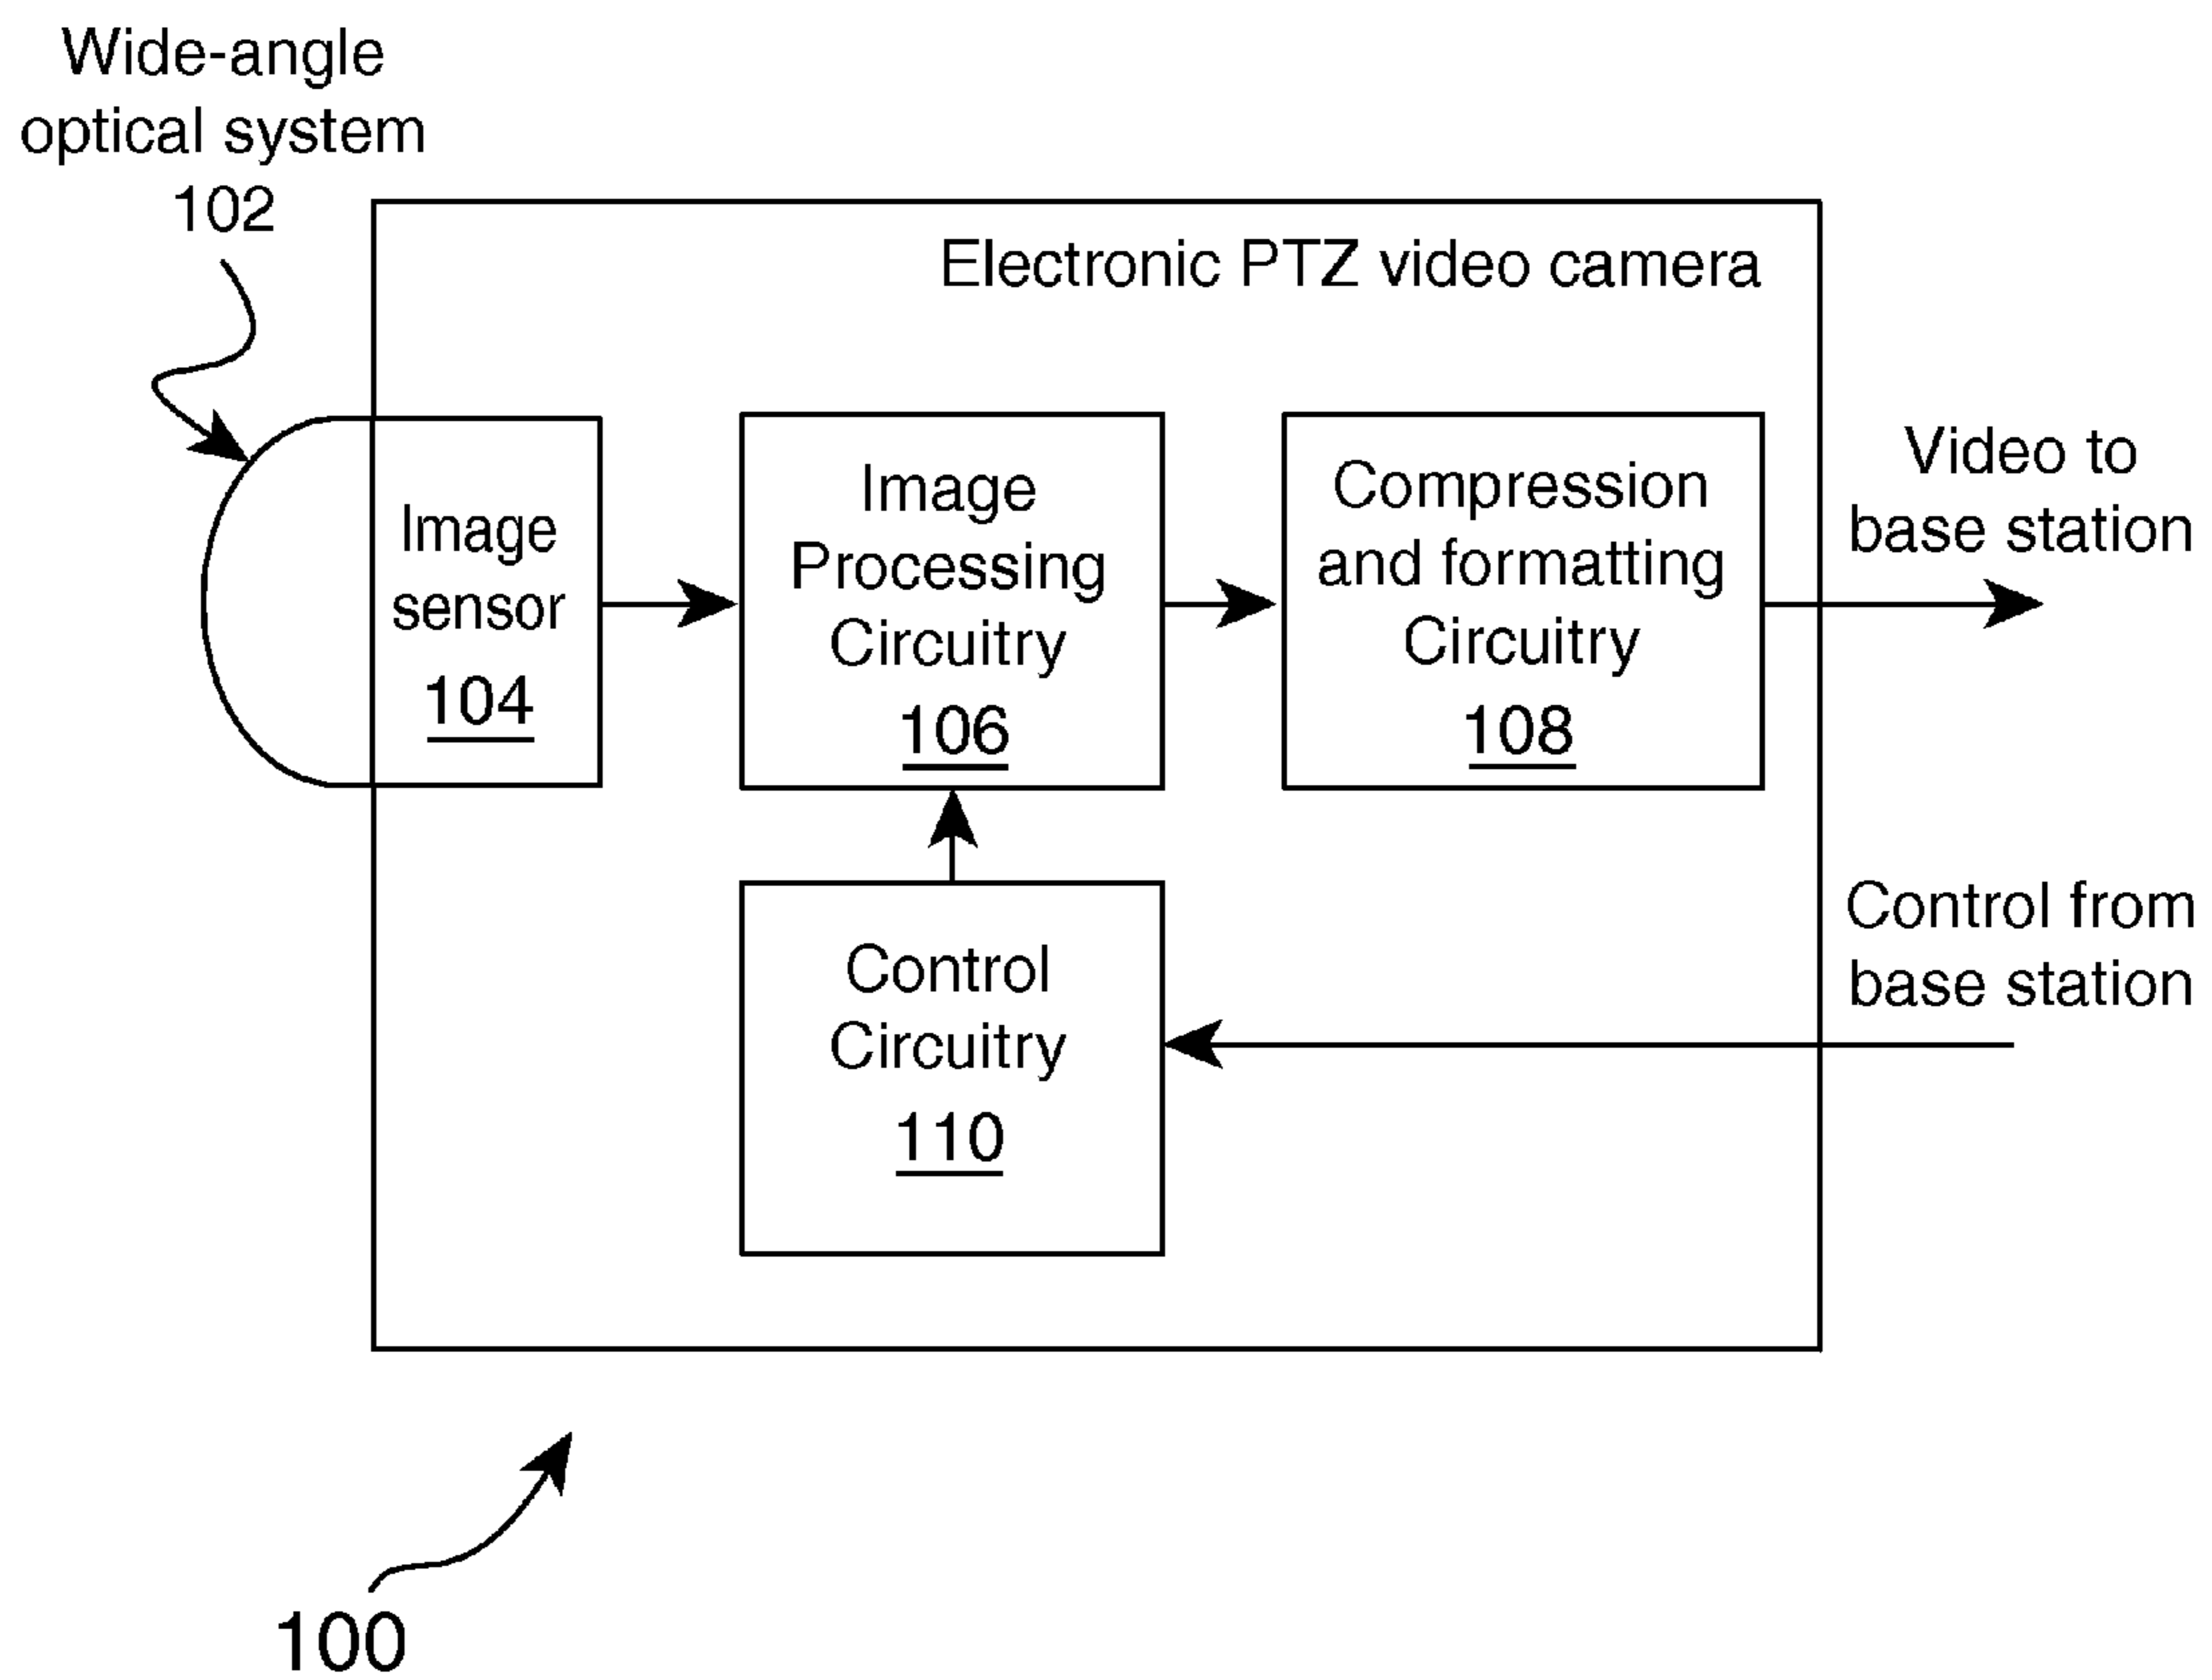 Wide-angle
optical system
102
Electronic PTZ video camera
Image
sensor
104
Image
Processing
Circuitry
106
Compression
and formatting
Circuitry
108
Video to
base station
Control
Circuitry
110
Control from
base station
100